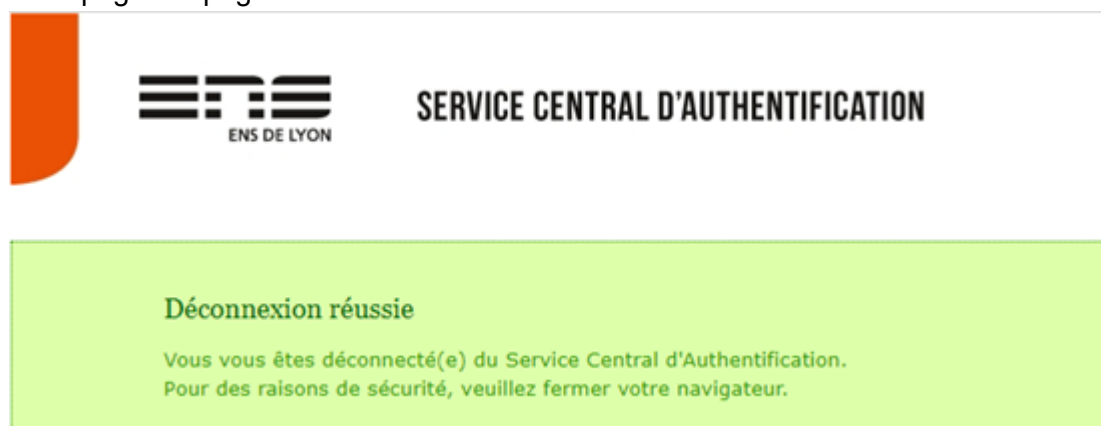 ENS
ENS DE LYON
SERVICE CENTRAL D'AUTHENTIFICATION
Déconnexion réussie
Vous vous êtes déconnecté(e) du Service Central d'Authentification.
Pour des raisons de sécurité, veuillez fermer votre navigateur.